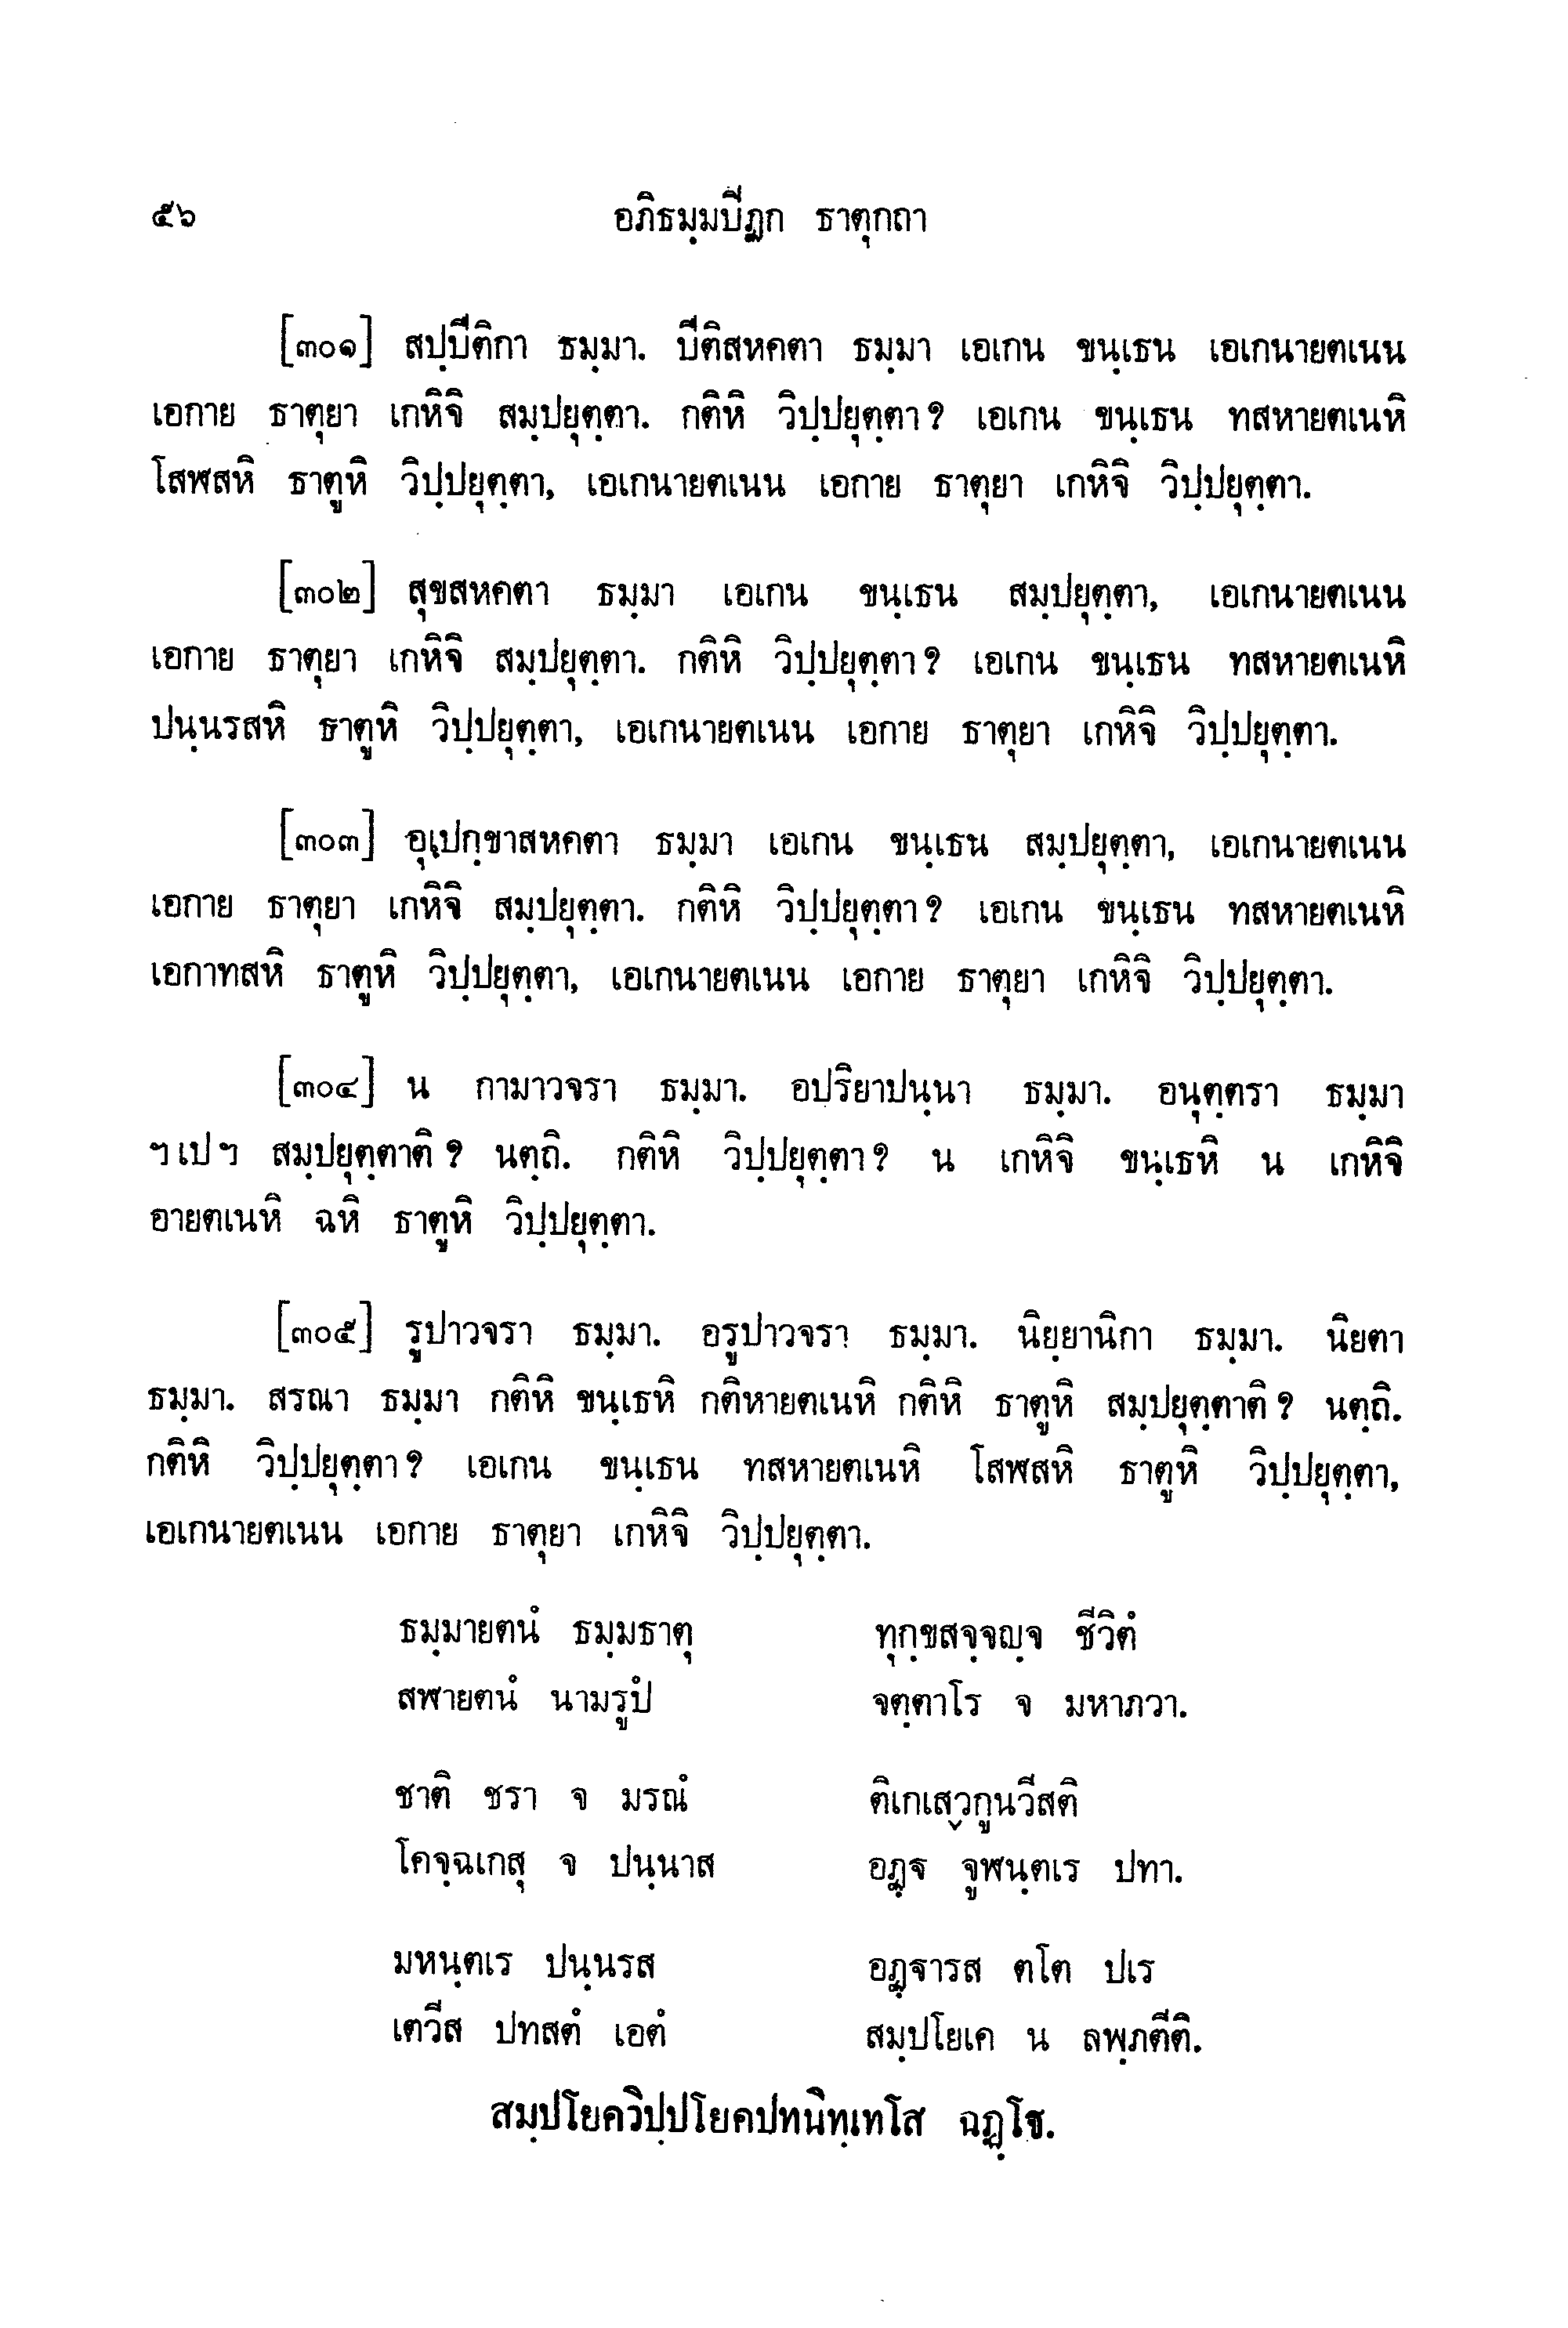 ๕๖ อภิธมฺมปิฏก ธาตุกถา
[๓๐๑] สปฺปีติกา ธมฺมา. ปีติสหคตา ธมฺมา เอเกน ขนฺเธน เอเกนายตเนน
เอกาย ธาตุยา เกหิจิ สมฺปยุตฺตา. กติหิ วิปฺปยุตฺตา? เอเกน ขนฺเธน ทสหายตเนหิ
โสฬสหิ ธาตูหิ วิปฺปยุตฺตา, เอเกนายตเนน เอกาย ธาตุยา เกหิจิ วิปฺปยุตฺตา.
[๓๐๒] สุขสหคตา ธมฺมา เอเกน ขนฺเธน สมฺปยุตฺตา, เอเกนายตเนน
เอกาย ธาตุยา เกหิจิ สมฺปยุตฺตา. กติหิ วิปฺปยุตฺตา? เอเกน ขนฺเธน ทสหายตเนหิ
ปนฺนรสหิ ธาตูหิ วิปฺปยุตฺตา, เอเกนายตเนน เอกาย ธาตุยา เกหิจิ วิปฺปยุตฺตา.
[๓๐๓] อุเปกฺขาสหคตา ธมฺมา เอเกน ขนฺเธน สมฺปยุตฺตา, เอเกนายตเนน
เอกาย ธาตุยา เกหิจิ สมฺปยุตฺตา. กติหิ วิปฺปยุตฺตา? เอเกน ขนฺเธน ทสหายตเนหิ
เอกาทสหิ ธาตูหิ วิปฺปยุตฺตา, เอเกนายตเนน เอกาย ธาตุยา เกหิจิ วิปฺปยุตฺตา.
[๓๐๔] น กามาวจรา ธมฺมา. อปริยาปนฺนา ธมฺมา. อนุตฺตรา ธมฺมา
ฯเปฯ สมฺปยุตฺตาติ? นตฺถิ. กติหิ วิปฺปยุตฺตา? น เกหิจิ ขนฺเธหิ น เกหิจิ
อายตเนหิ ฉหิ ธาตูหิ วิปฺปยุตฺตา.
[๓๐๕] รูปาวจรา ธมฺมา. อรูปาวจรา ธมฺมา. นิยฺยานิกา ธมฺมา. นิยตา
ธมฺมา. สรณา ธมฺมา กติหิ ขนฺเธหิ กติหายตเนหิ กติหิ ธาตูหิ สมฺปยุตฺตาติ? นตฺถิ.
กติหิ วิปฺปยุตฺตา? เอเกน ขนฺเธน ทสหายตเนหิ โสฬสหิ ธาตูหิ วิปฺปยุตฺตา,
เอเกนายตเนน เอกาย ธาตุยา เกหิจิ วิปฺปยุตฺตา.
ธมฺมายตนํ ธมฺมธาตุ ทุกฺขสจฺจญฺจ ชีวิตํ
สฬายตนํ นามรูปํ จตฺตาโร จ มหาภวา.
ชาติ ชรา จ มรณํ ติเกเสฺวกูนวีสติ
โคจฺฉเกสุ จ ปนฺนาส อฏฺฐ จูฬนฺตเร ปทา.
มหนฺตเร ปนฺนรส อฏฺฐารส ตโต ปเร
เตวีส ปทสตํ เอตํ สมฺปโยเค น ลพฺภตีติ.
สมฺปโยควิปฺปโยคปทนิทฺเทโส ฉฏฺโฐ.